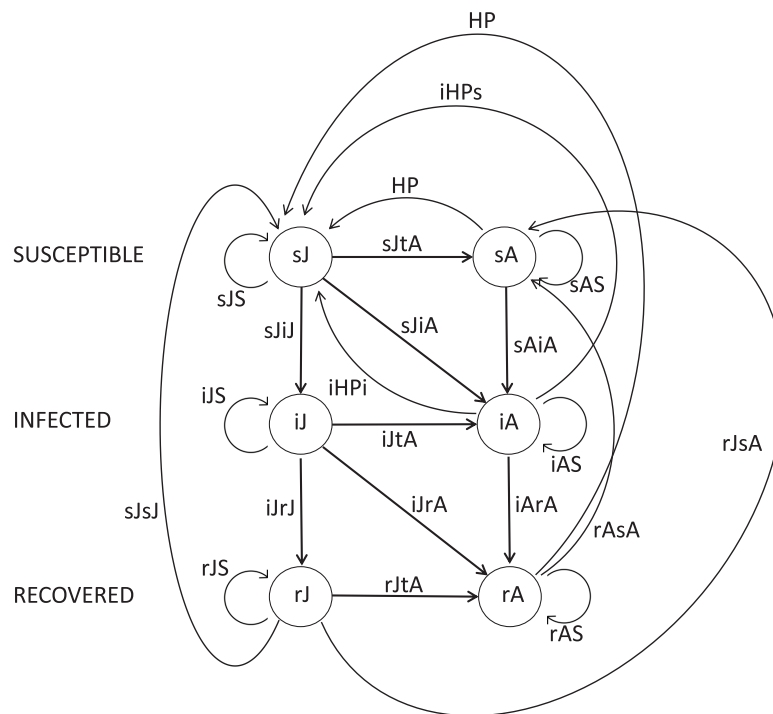 HP
iHPs
HP
SUSCEPTIBLE
sJ
sJtA
sA
sJS
sAS
sJiJ
sJiA
sAiA
iHPi
iJS
INFECTED
iJ
iJtA
iA
iAS
rJsA
sJsJ
iJrJ
iJrA
iArA
rAsA
rJS
RECOVERED
rJ
rJtA
rA
rAS